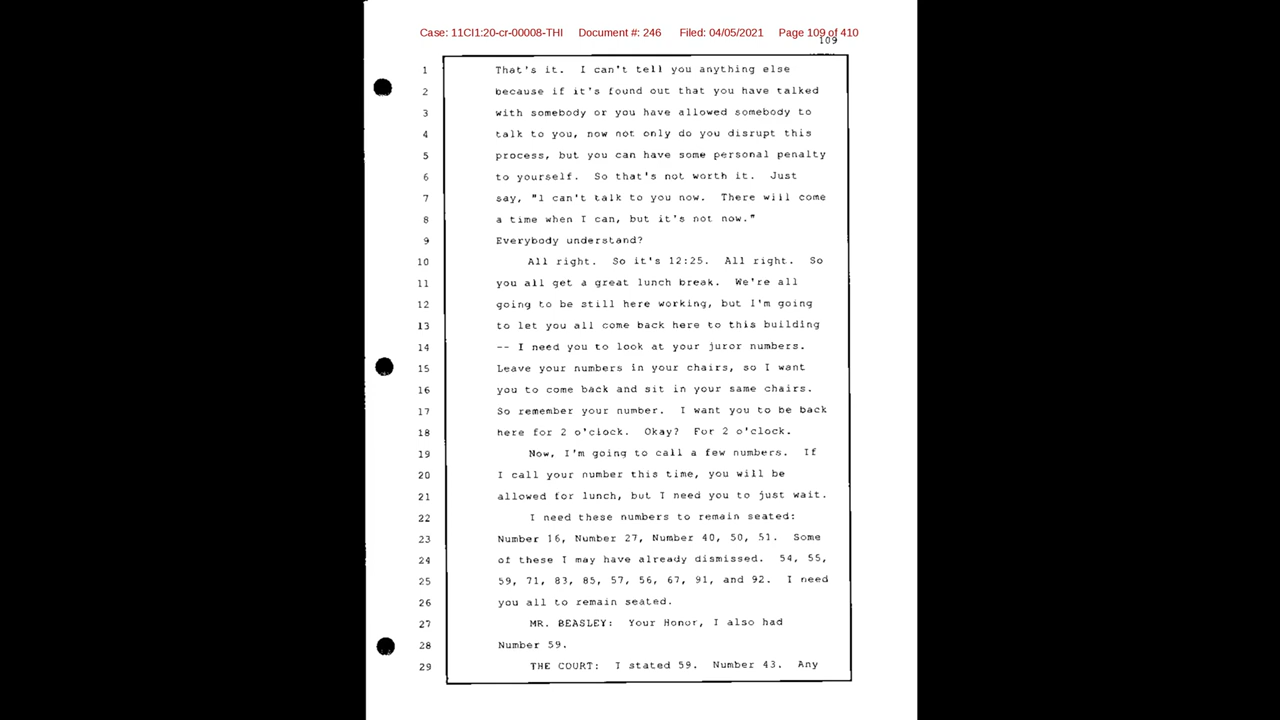 Case: 11CI1:20-cr-00008-THI Document #: 246 Filed: 04/05/2021 Page 109 of 410
109
1 That's it. I can't tell you anything else
2 because if it's found out that you have talked
3 with somebody or you have allowed somebody to
4 talk to you, now not only do you disrupt this
5 process, but you can have some personal penalty
6 to yourself. So that's not worth it. Just
7 say, "I can't talk to you now. There will come
8 a time when I can, but it's not now."
9 Everybody understand?
10 All right. So it's 12:25. All right. So
11 you all get a great lunch break. We're all
12 going to be still here working, but I'm going
13 to let you all come back here to this building
14 -- I need you to look at your juror numbers.
15 Leave your numbers in your chairs, so I want
16 you to come back and sit in your same chairs.
17 So remember your number. I want you to be back
18 here for 2 o'clock. Okay? For 2 o'clock.
19 Now, I'm going to call a few numbers. If
20 I call your number this time, you will be
21 allowed for lunch, but I need you to just wait.
22 I need these numbers to remain seated:
23 Number 16, Number 27, Number 40, 50, 51. Some
24 of these I may have already dismissed. 54, 55,
25 59, 71, 83, 85, 57, 56, 67, 91, and 92. I need
26 you all to remain seated.
27 MR. BEASLEY: Your Honor, I also had
28 Number 59.
29 THE COURT: I stated 59. Number 43. Any